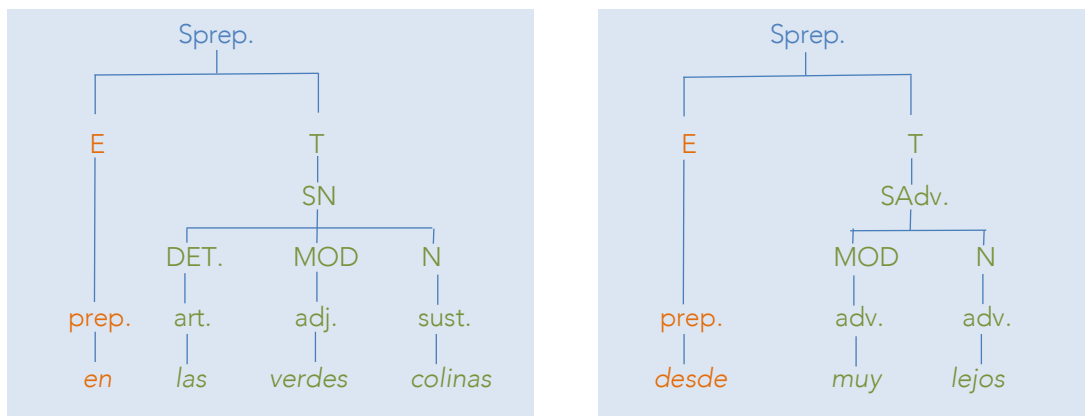 Sprep.
E T
SN
DET. MOD N
prep. art. adj. sust.
en las verdes colinas
Sprep.
E T
SAdv.
MOD N
prep. adv. adv.
desde muy lejos